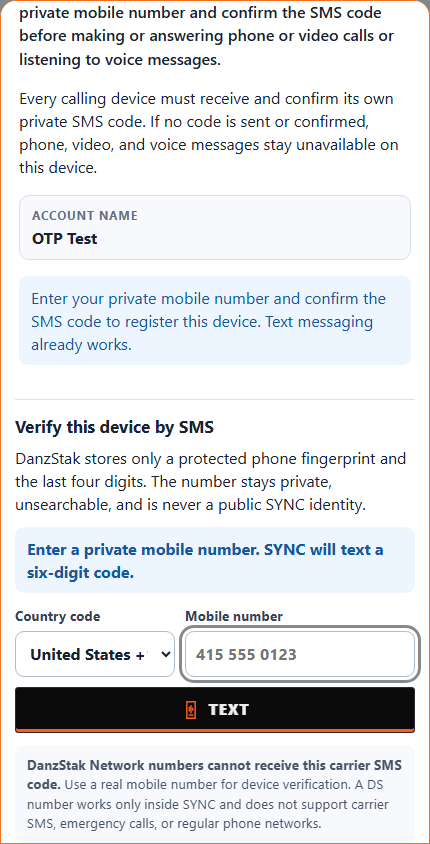 private mobile number and confirm the SMS code
before making or answering phone or video calls or
listening to voice messages.
Every calling device must receive and confirm its own
private SMS code. If no code is sent or confirmed,
phone, video, and voice messages stay unavailable on
this device.
ACCOUNT NAME
OTP Test
Enter your private mobile number and confirm the
SMS code to register this device. Text messaging
already works.
Verify this device by SMS
DanzStak stores only a protected phone fingerprint and
the last four digits. The number stays private,
unsearchable, and is never a public SYNC identity.
Enter a private mobile number. SYNC will text a
six-digit code.
Country code
Mobile number
United States +
415 555 0123
TEXT
DanzStak Network numbers cannot receive this carrier SMS
code. Use a real mobile number for device verification. A DS
number works only inside SYNC and does not support carrier
SMS, emergency calls, or regular phone networks.